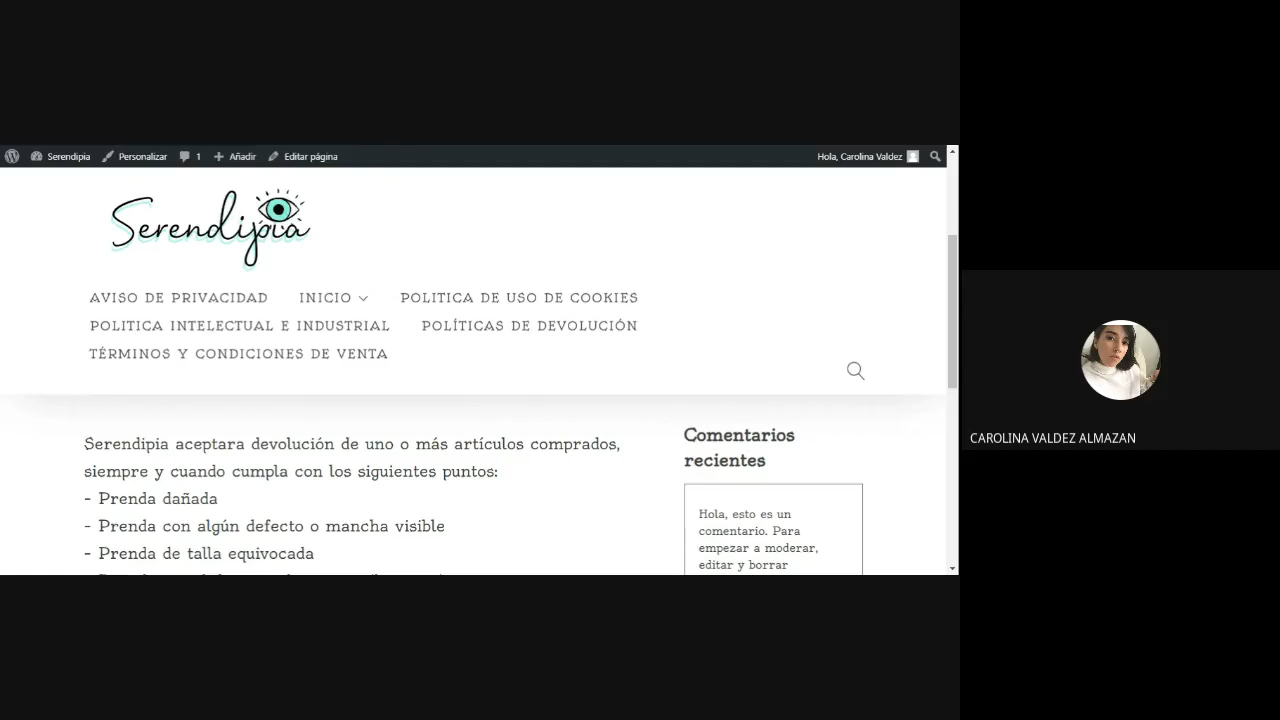 Serendipia
Personalizar
1
Añadir
Editar página
Hola, Carolina Valdez
Serendipia
AVISO DE PRIVACIDAD
INICIO
POLITICA DE USO DE COOKIES
POLITICA INTELECTUAL E INDUSTRIAL
POLÍTICAS DE DEVOLUCIÓN
TÉRMINOS Y CONDICIONES DE VENTA
Serendipia aceptara devolución de uno o más artículos comprados,
siempre y cuando cumpla con los siguientes puntos:
- Prenda dañada
- Prenda con algún defecto o mancha visible
- Prenda de talla equivocada
Comentarios
recientes
Hola, esto es un
comentario. Para
empezar a moderar,
editar y borrar
CAROLINA VALDEZ ALMAZAN